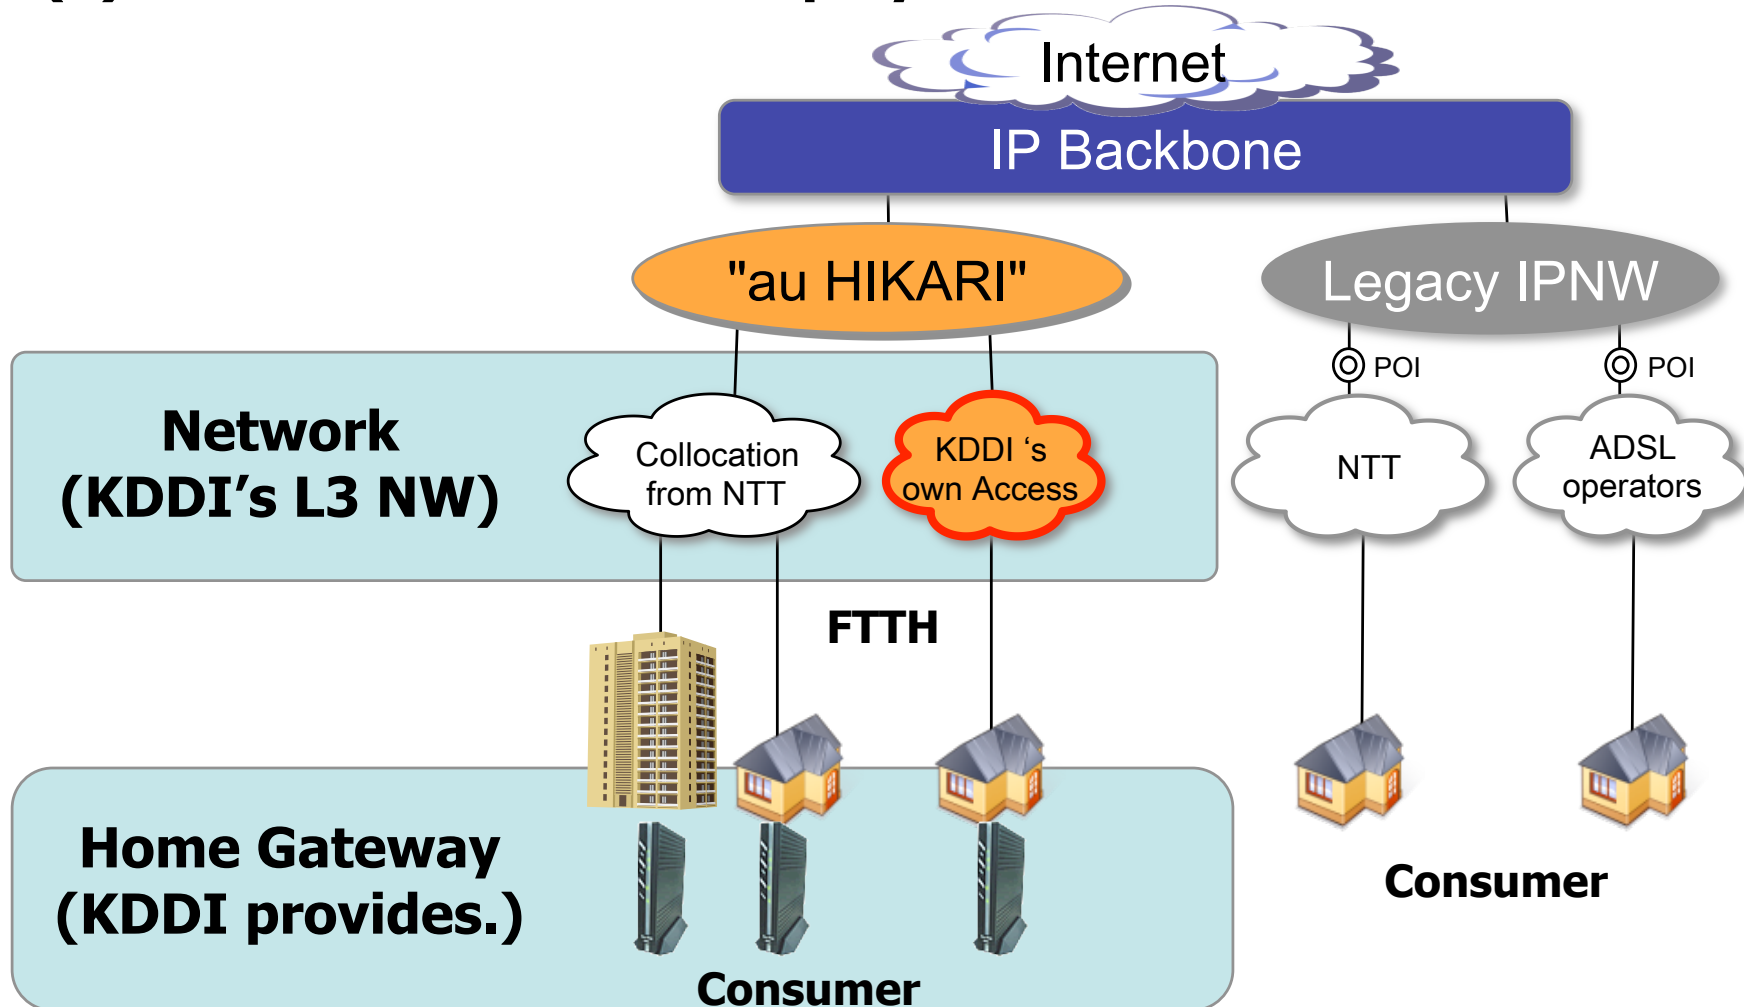 Internet
IP Backbone
"au HIKARI"
Legacy IPNW
POI
POI
Network
(KDDI's L3 NW)
Collocation
from NTT
KDDI ‘s
own Access
NTT
ADSL
operators
FTTH
Home Gateway
(KDDI provides.)
Consumer
Consumer